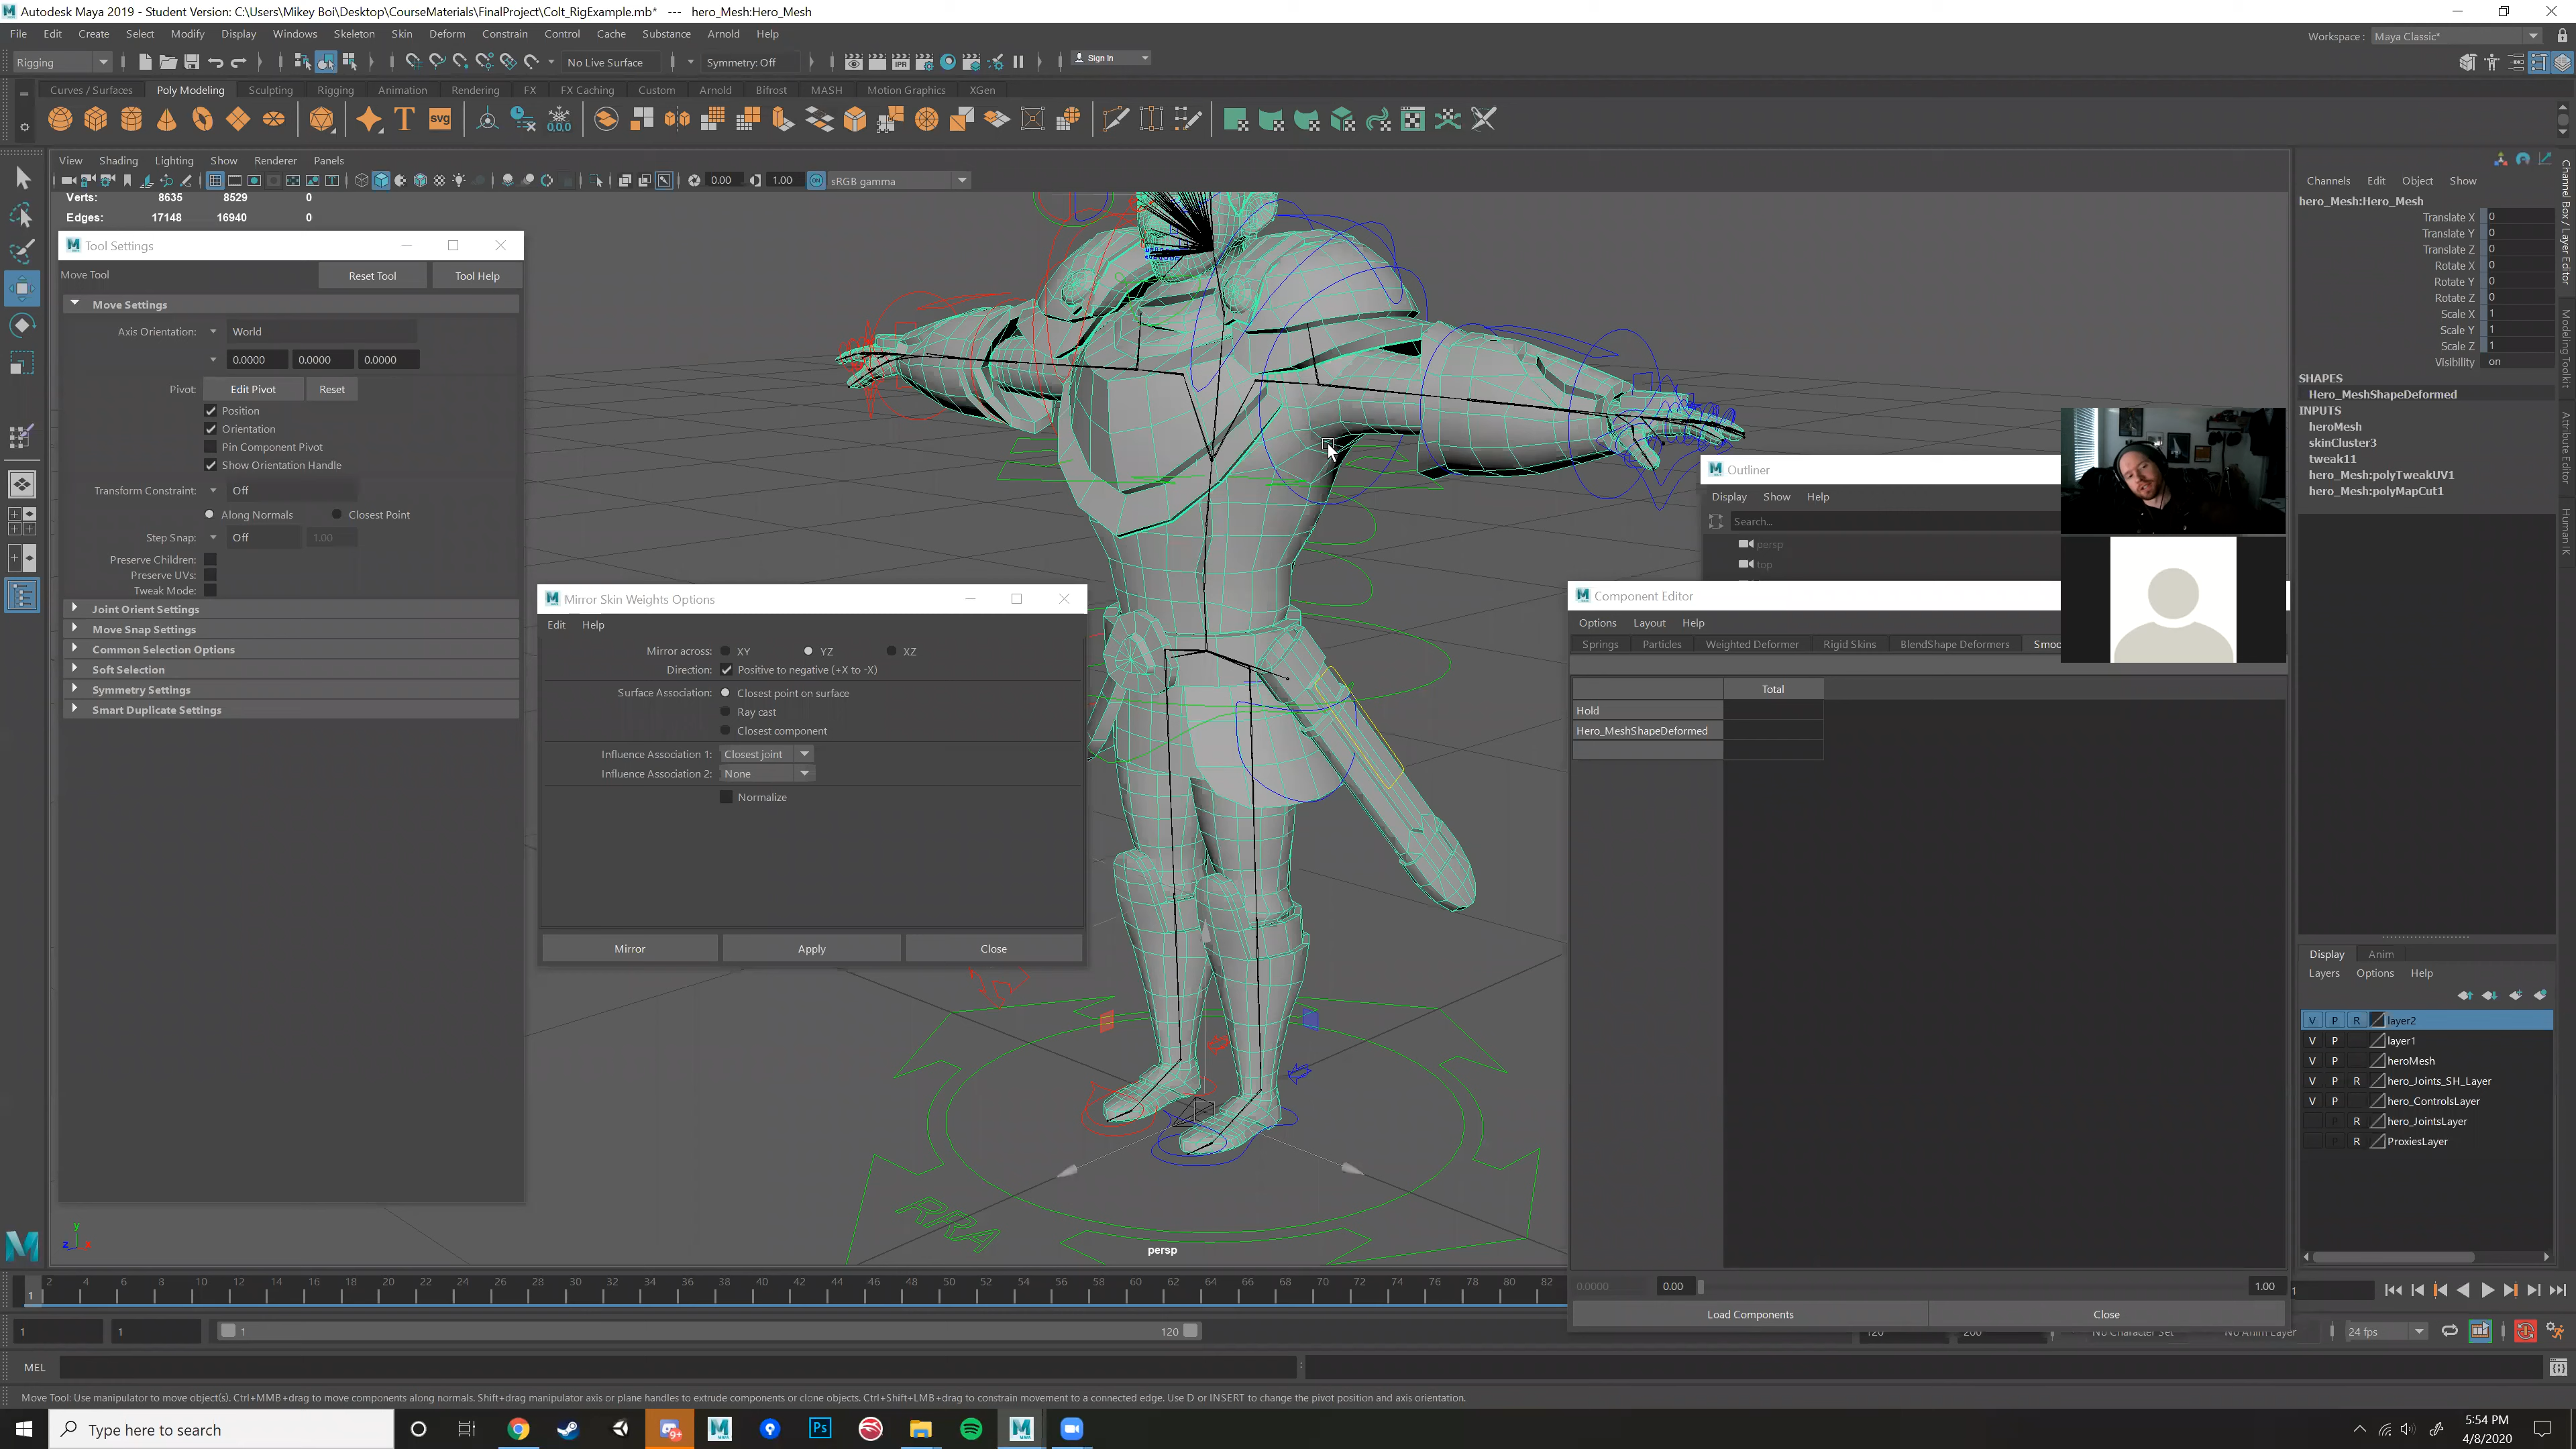 Autodesk Maya 2019 - Student Version: C:\Users\Mikey Boi\Desktop\CourseMaterials\FinalProject\Colt_RigExample.mb* --- hero_Mesh:Hero_Mesh
File Edit Create Select Modify Display Windows Skeleton Skin Deform Constrain Control Cache Substance Arnold Help
Workspace : Maya Classic*
Rigging No Live Surface Symmetry: Off Sign In
Curves / Surfaces Poly Modeling Sculpting Rigging Animation Rendering FX FX Caching Custom Arnold Bifrost MASH Motion Graphics XGen
View Shading Lighting Show Renderer Panels
0.00 1.00 sRGB gamma
Verts: 8635 8529 0
Edges: 17148 16940 0
Tool Settings
Move Tool Reset Tool Tool Help
Move Settings
Axis Orientation: World
0.0000 0.0000 0.0000
Pivot: Edit Pivot Reset
Position
Orientation
Pin Component Pivot
Show Orientation Handle
Transform Constraint: Off
Along Normals Closest Point
Step Snap: Off 1.00
Preserve Children:
Preserve UVs:
Tweak Mode:
Joint Orient Settings
Move Snap Settings
Common Selection Options
Soft Selection
Symmetry Settings
Smart Duplicate Settings
Mirror Skin Weights Options
Edit Help
Mirror across: XY YZ XZ
Direction: Positive to negative (+X to -X)
Surface Association: Closest point on surface
Ray cast
Closest component
Influence Association 1: Closest joint
Influence Association 2: None
Normalize
Mirror Apply Close
persp
Outliner
Display Show Help
Search...
persp
top
Component Editor
Options Layout Help
Springs Particles Weighted Deformer Rigid Skins BlendShape Deformers Smoo
Total
Hold
Hero_MeshShapeDeformed
0.0000 0.00 1.00
Load Components Close
Channels Edit Object Show
hero_Mesh:Hero_Mesh
Translate X 0
Translate Y 0
Translate Z 0
Rotate X 0
Rotate Y 0
Rotate Z 0
Scale X 1
Scale Y 1
Scale Z 1
Visibility on
SHAPES
Hero_MeshShapeDeformed
INPUTS
heroMesh
skinCluster3
tweak11
hero_Mesh:polyTweakUV1
hero_Mesh:polyMapCut1
Channel Box / Layer Editor
Modeling Toolkit
Attribute Editor
Human IK
Display Anim
Layers Options Help
V P R layer2
V P layer1
V P heroMesh
V P R hero_Joints_SH_Layer
V P hero_ControlsLayer
R hero_JointsLayer
P R ProxiesLayer
2 4 6 8 10 12 14 16 18 20 22 24 26 28 30 32 34 36 38 40 42 44 46 48 50 52 54 56 58 60 62 64 66 68 70 72 74 76 78 80 82
1
1
1 1 1 120 120 200 No Character Set No Anim Layer 24 fps
MEL
Move Tool: Use manipulator to move object(s). Ctrl+MMB+drag to move components along normals. Shift+drag manipulator axis or plane handles to extrude components or clone objects. Ctrl+Shift+LMB+drag to constrain movement to a connected edge. Use D or INSERT to change the pivot position and axis orientation.
Type here to search
5:54 PM
4/8/2020